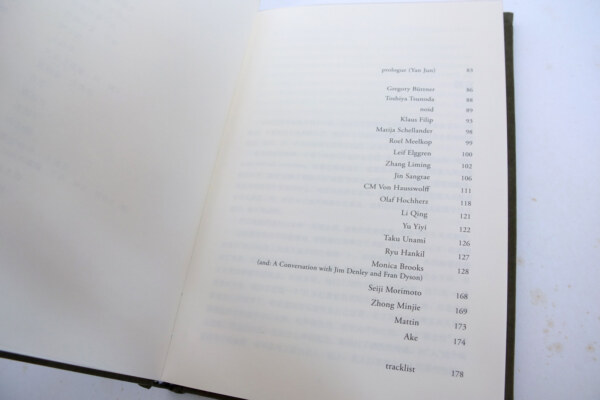 prologue (Yan Jun) 83
Gregory Büttner 86
Toshiya Tsunoda 88
noid 89
Klaus Filip 93
Marija Schellander 98
Roel Meelkop 99
Leif Elggren 100
Zhang Liming 102
Jin Sangtae 106
CM Von Hausswolff 111
Olaf Hochherz 118
Li Qing 121
Yu Yiyi 122
Taku Unami 126
Ryu Hankil 127
Monica Brooks 128
(and: A Conversation with Jim Denley and Fran Dyson)
Seiji Morimoto 168
Zhong Minjie 169
Mattin 173
Ake 174
tracklist 178